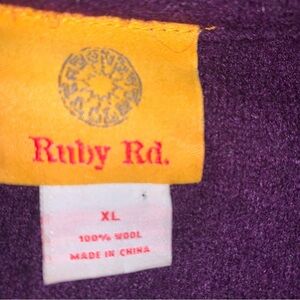 Ruby Rd.
XL
100% WOOL
MADE IN CHINA